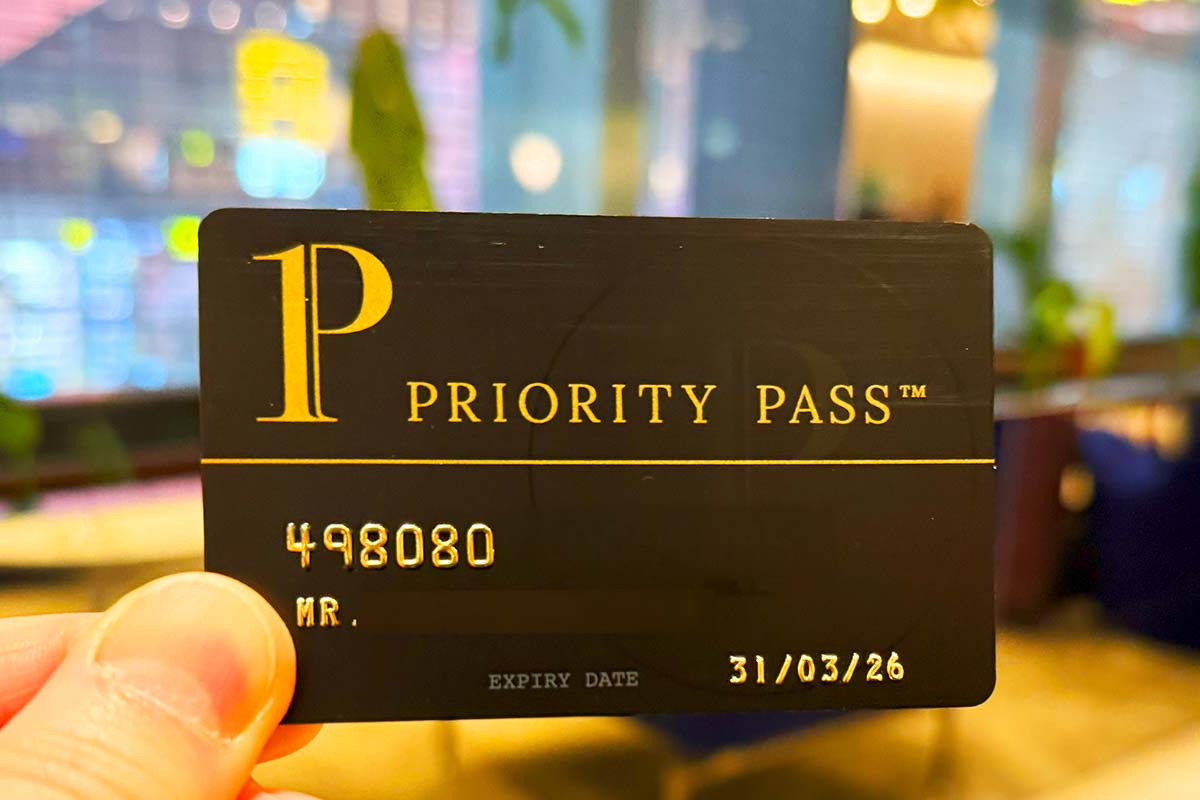 PRIORITY PASS™
498080
MR.
EXPIRY DATE 31/03/26